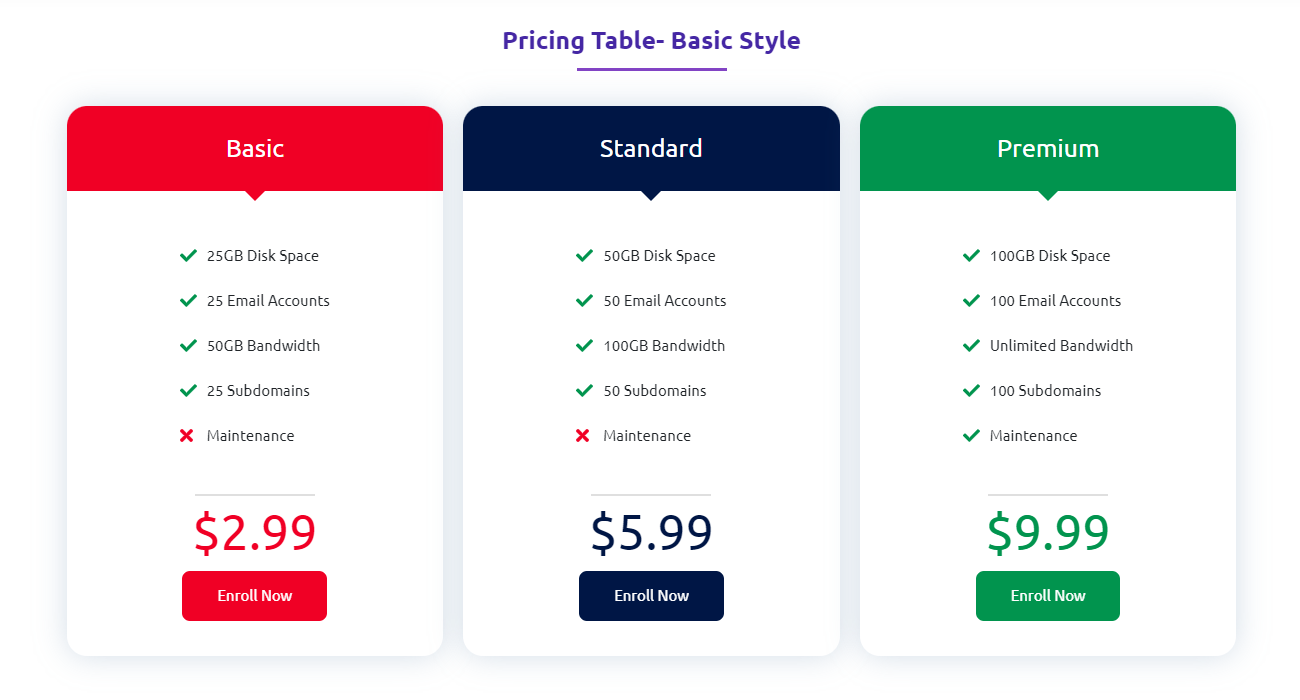 Pricing Table- Basic Style
Basic
25GB Disk Space
25 Email Accounts
50GB Bandwidth
25 Subdomains
Maintenance
$2.99
Enroll Now
Standard
50GB Disk Space
50 Email Accounts
100GB Bandwidth
50 Subdomains
Maintenance
$5.99
Enroll Now
Premium
100GB Disk Space
100 Email Accounts
Unlimited Bandwidth
100 Subdomains
Maintenance
$9.99
Enroll Now